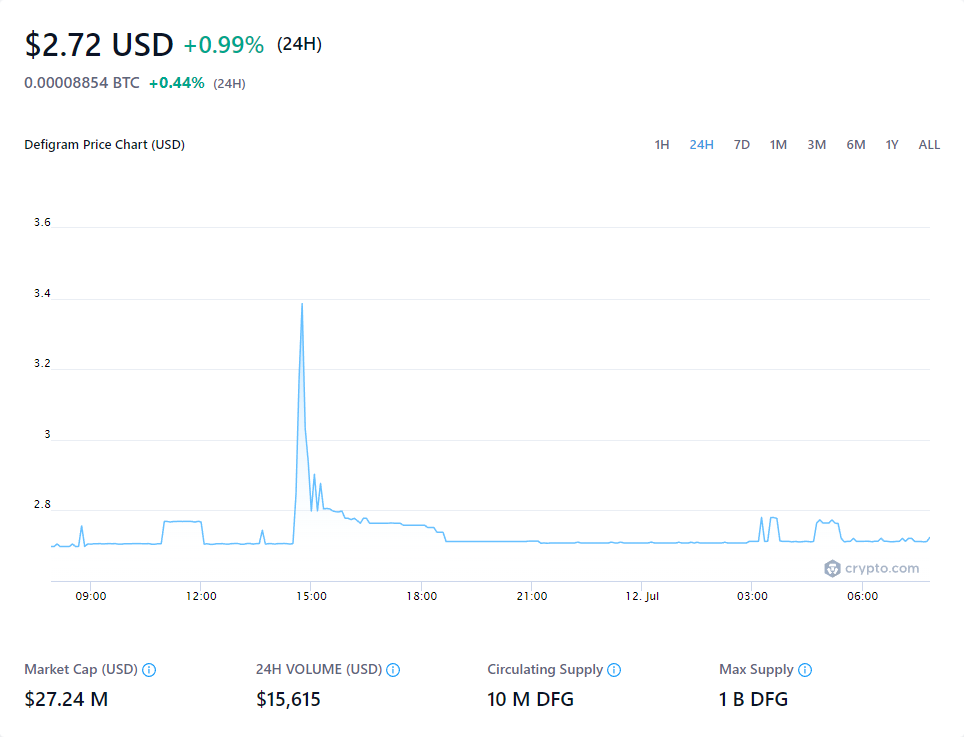 $2.72 USD +0.99% (24H)
0.00008854 BTC +0.44% (24H)
Defigram Price Chart (USD) 1H 24H 7D 1M 3M 6M 1Y ALL
3.6
3.4
3.2
3
2.8
crypto.com
09:00 12:00 15:00 18:00 21:00 12. Jul 03:00 06:00
Market Cap (USD) 24H VOLUME (USD) Circulating Supply Max Supply
$27.24 M $15,615 10 M DFG 1 B DFG